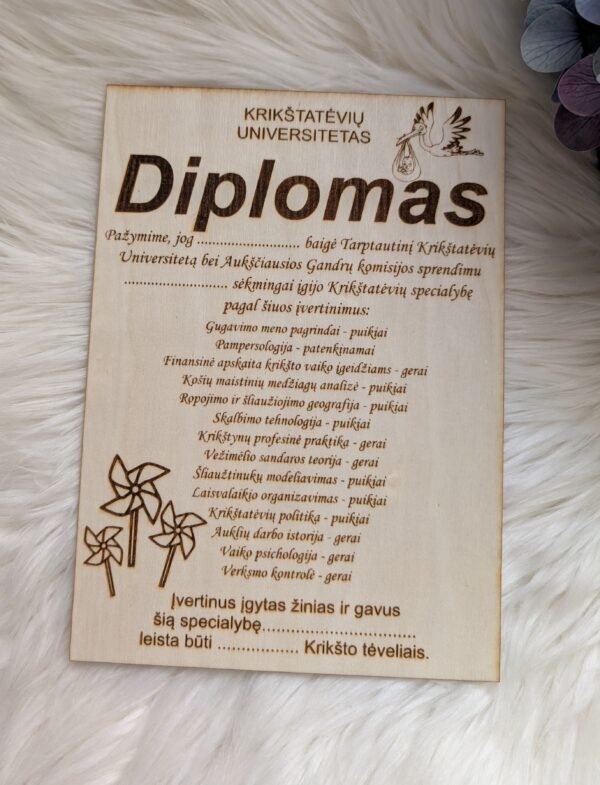 KRIKŠTATĖVIŲ
UNIVERSITETAS
Diplomas
Pažymime, jog ........................... baigė Tarptautinį Krikštatėvių
Universitetą bei Aukščiausios Gandrų komisijos sprendimu
........................... sėkmingai įgijo Krikštatėvių specialybę
pagal šiuos įvertinimus:
Gugavimo meno pagrindai - puikiai
Pampersologija - patenkinamai
Finansinė apskaita krikšto vaiko įgeidžiams - gerai
Košių maistinių medžiagų analizė - puikiai
Ropojimo ir šliaužiojimo geografija - puikiai
Skalbimo tehnologija - puikiai
Krikštynų profesinė praktika - gerai
Vežimėlio sandaros teorija - gerai
Šliaužtinukų modeliavimas - puikiai
Laisvalaikio organizavimas - puikiai
Krikštatėvių politika - puikiai
Auklių darbo istorija - gerai
Vaiko psichologija - gerai
Verksmo kontrolė - gerai
Įvertinus įgytas žinias ir gavus
šią specialybę................................
leista būti ................. Krikšto tėveliais.